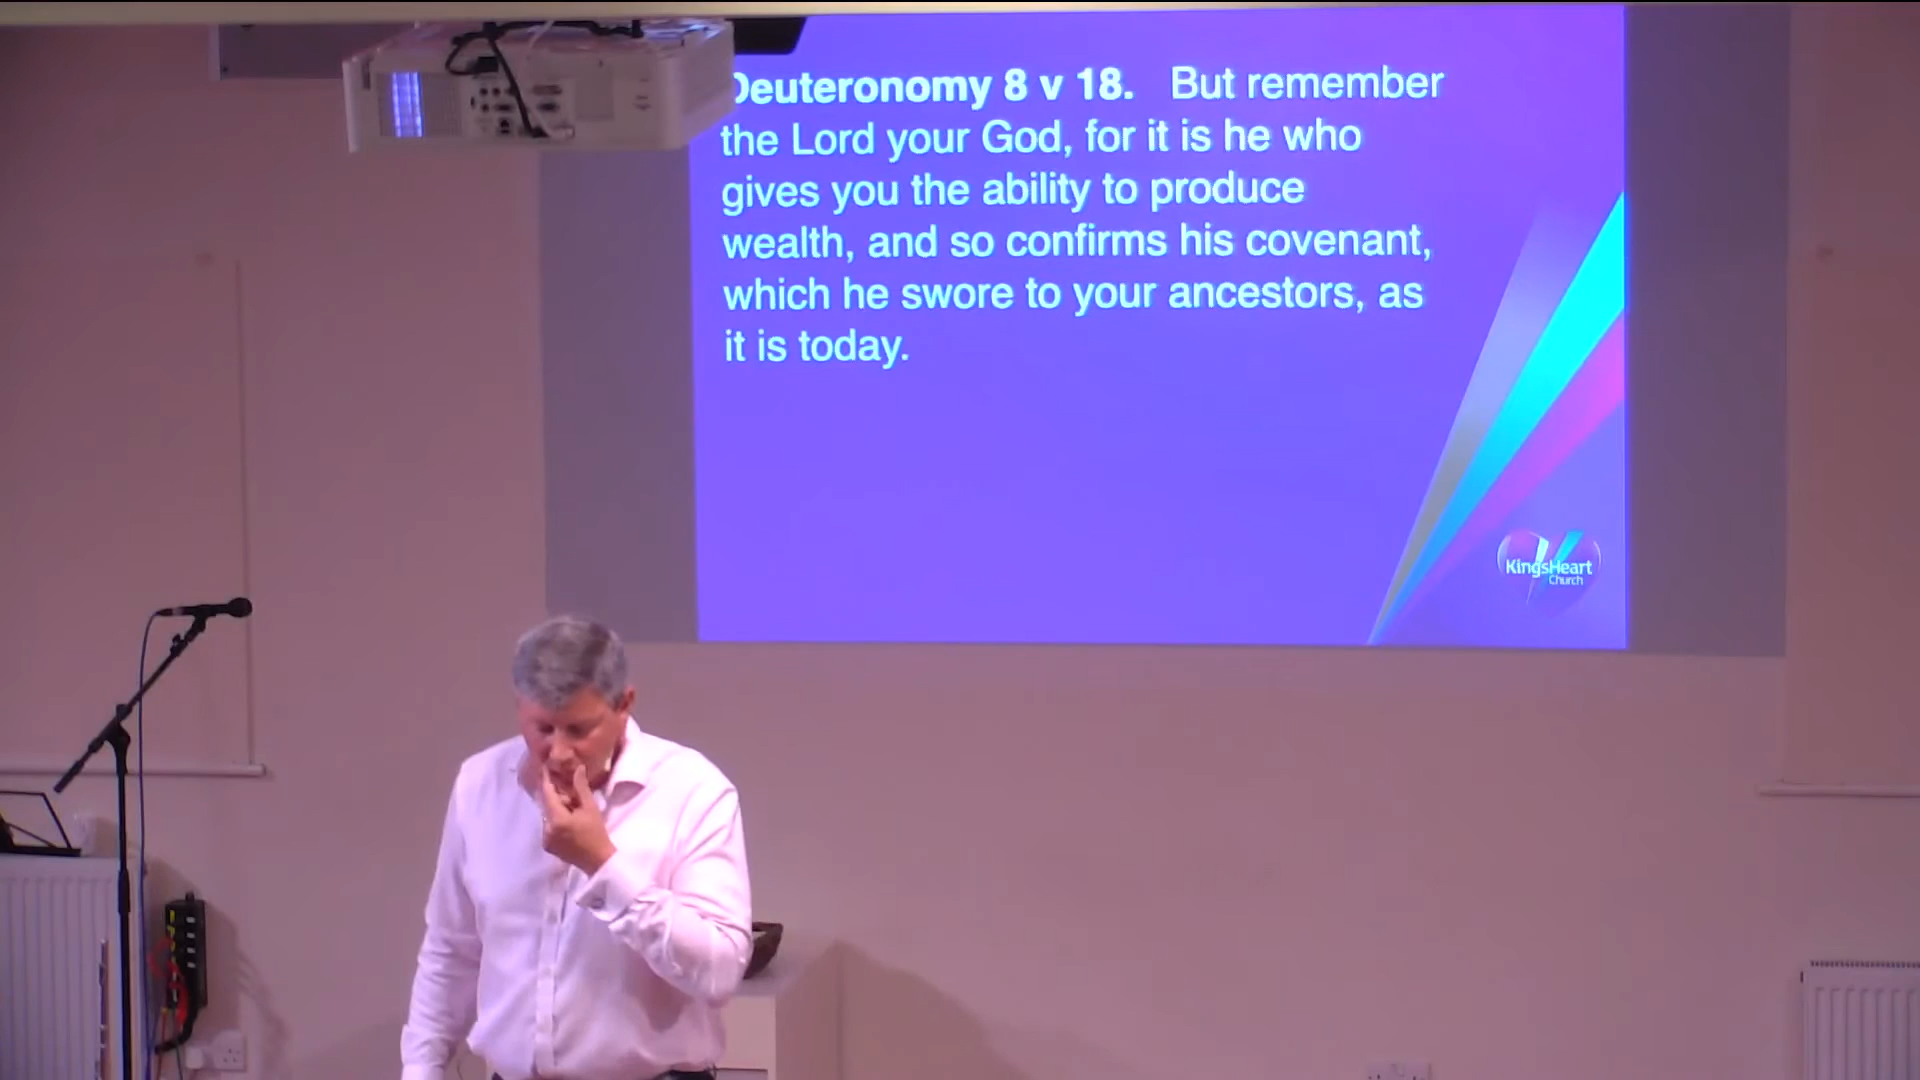 Deuteronomy 8 v 18. But remember
the Lord your God, for it is he who
gives you the ability to produce
wealth, and so confirms his covenant,
which he swore to your ancestors, as
it is today.
KingsHeart
Church